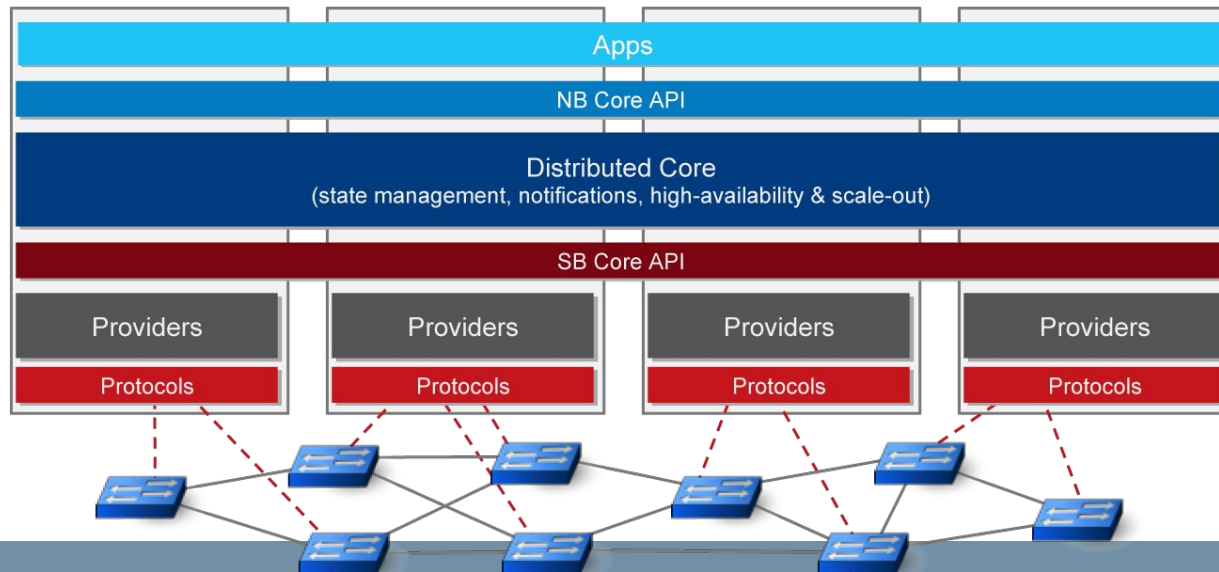 Apps
NB Core API
Distributed Core
(state management, notifications, high-availability & scale-out)
SB Core API
Providers Providers Providers Providers
Protocols Protocols Protocols Protocols